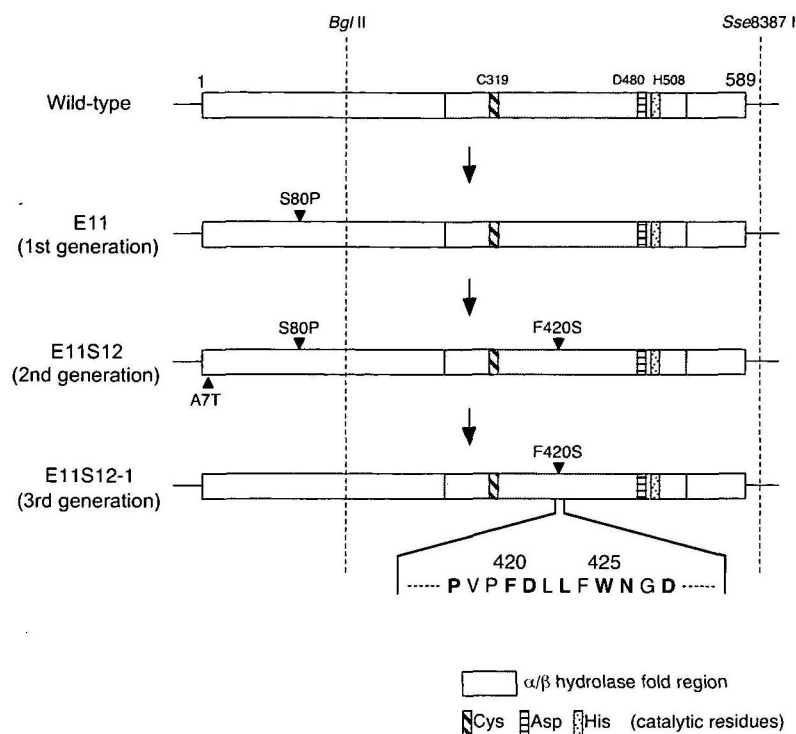 Bgl II
Sse8387 I
1
C319
D480
H508
589
Wild-type
S80P
E11
(1st generation)
S80P
F420S
E11S12
(2nd generation)
A7T
F420S
E11S12-1
(3rd generation)
420
425
----- PVPFDLLFWNGD -----
α/β hydrolase fold region
Cys
Asp
His
(catalytic residues)